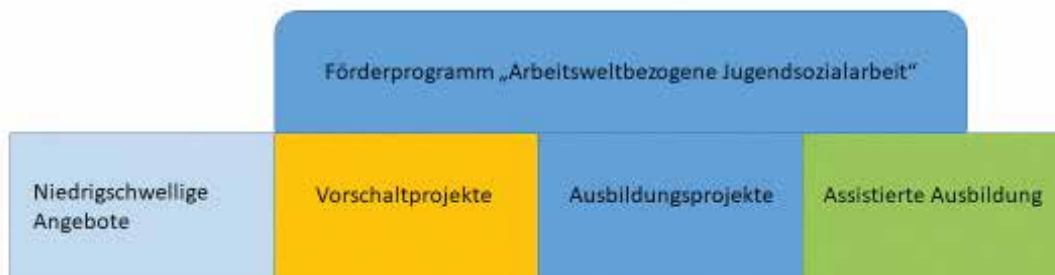 Förderprogramm „Arbeitsweltbezogene Jugendsozialarbeit“
Niedrigschwellige
Angebote
Vorschaltprojekte
Ausbildungsprojekte
Assistierte Ausbildung